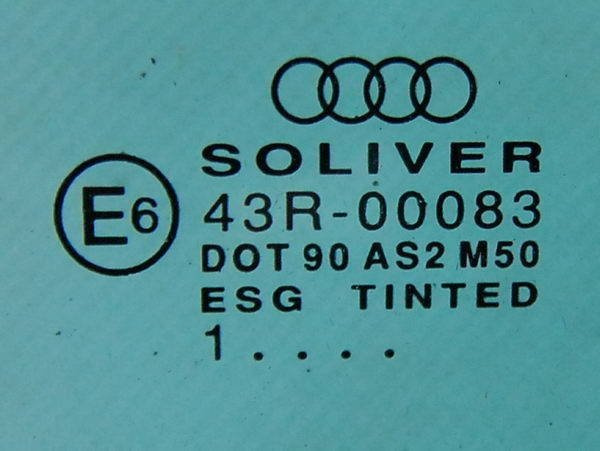 SOLIVER
E6 43R-00083
DOT 90 AS2 M50
ESG TINTED
1....